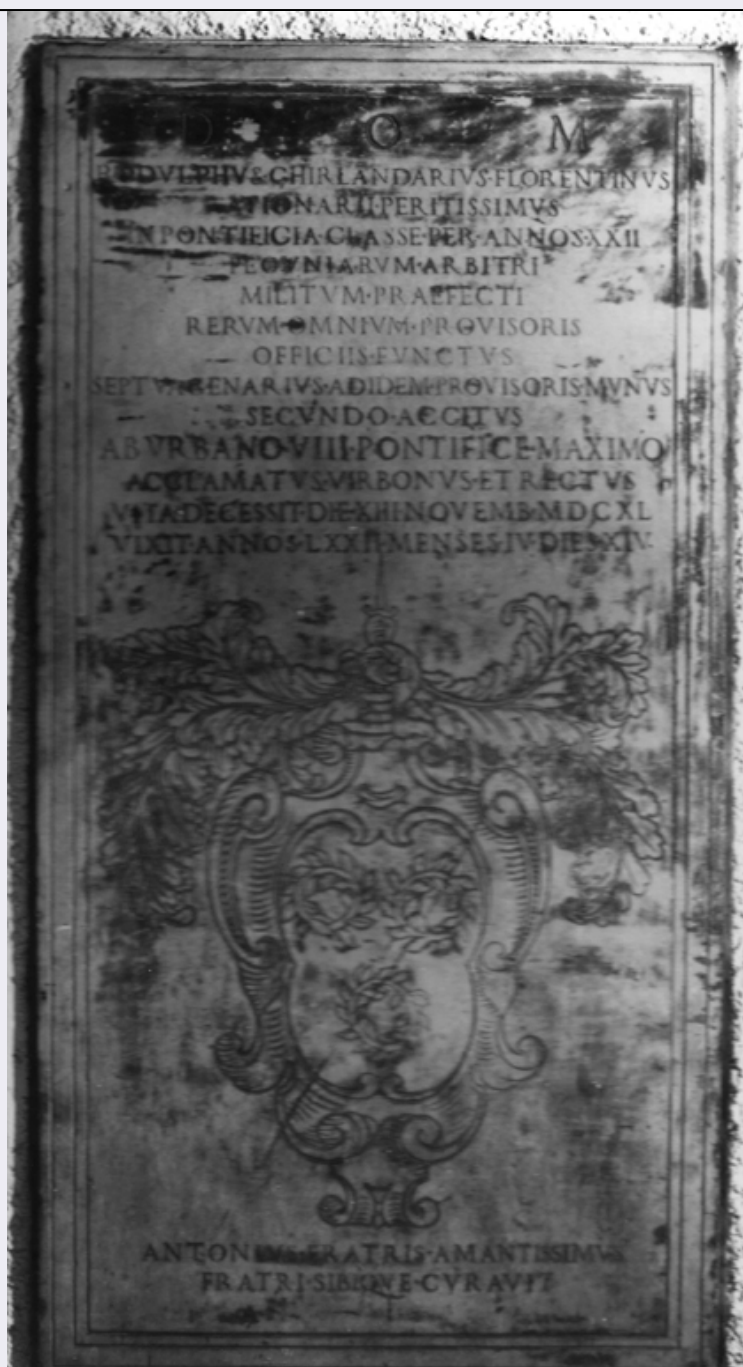 D O M
RODVLPHVS·GHIRLANDARIVS·FLORENTINVS
RATIONARII·PERITISSIMVS
IN·PONTIFICIA·CLASSE·PER·ANNOS·XXII
PECVNIARVM·ARBITRI
MILITVM·PRAEFECTI
RERVM·OMNIVM·PROVISORIS
OFFICIIS·FVNCTVS
SEPTVAGENARIVS·AD·IDEM·PROVISORIS·MVNVS
SECVNDO·ACCITVS
AB·VRBANO·VIII·PONTIFICE·MAXIMO
ACCLAMATVS·VIR·BONVS·ET RECTVS
VITA·DECESSIT·DIE·XIII·NOVEMB·MDCXL
VIXIT·ANNOS·LXXII·MENSES·IV·DIES·XIV·
ANTONIVS·FRATRIS·AMANTISSIMVS
FRATRI·SIBIQVE·CVRAVIT